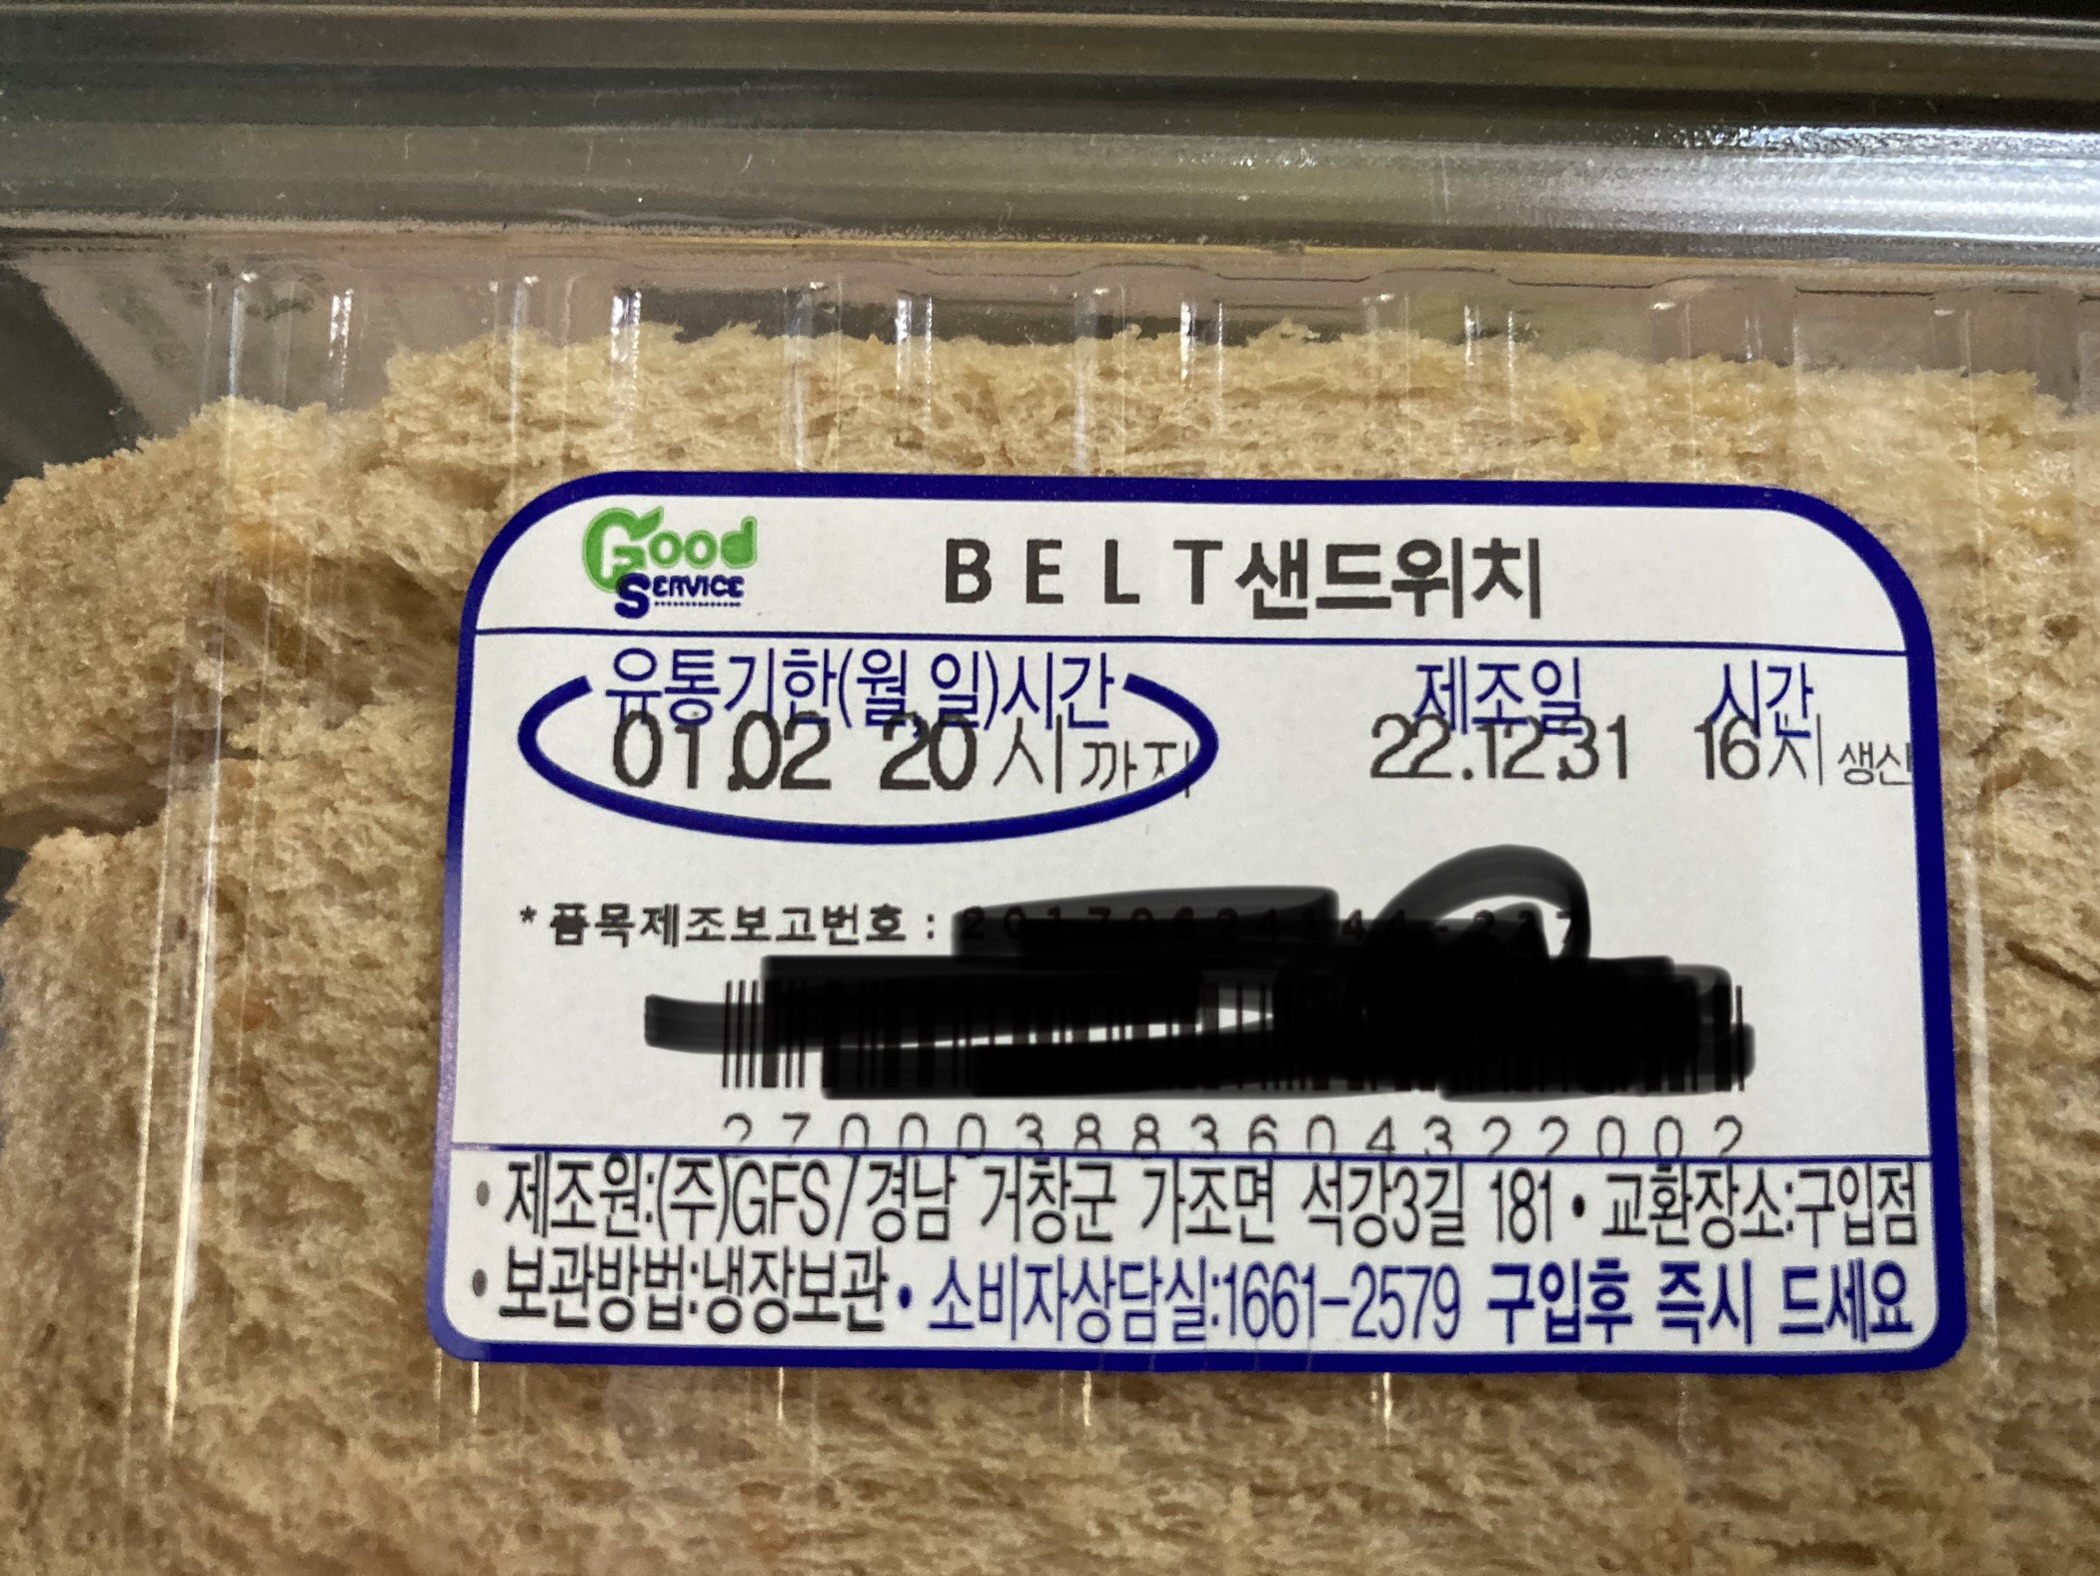 Good
SERVICE
BELT샌드위치
유통기한(월,일)시간 제조일 시간
01.02 20시 까지 22.12.31 16시 생산
*품목제조보고번호 :
270003883604322002
• 제조원:(주)GFS/경남 거창군 가조면 석강3길 181 • 교환장소:구입점
• 보관방법:냉장보관 • 소비자상담실:1661-2579 구입후 즉시 드세요